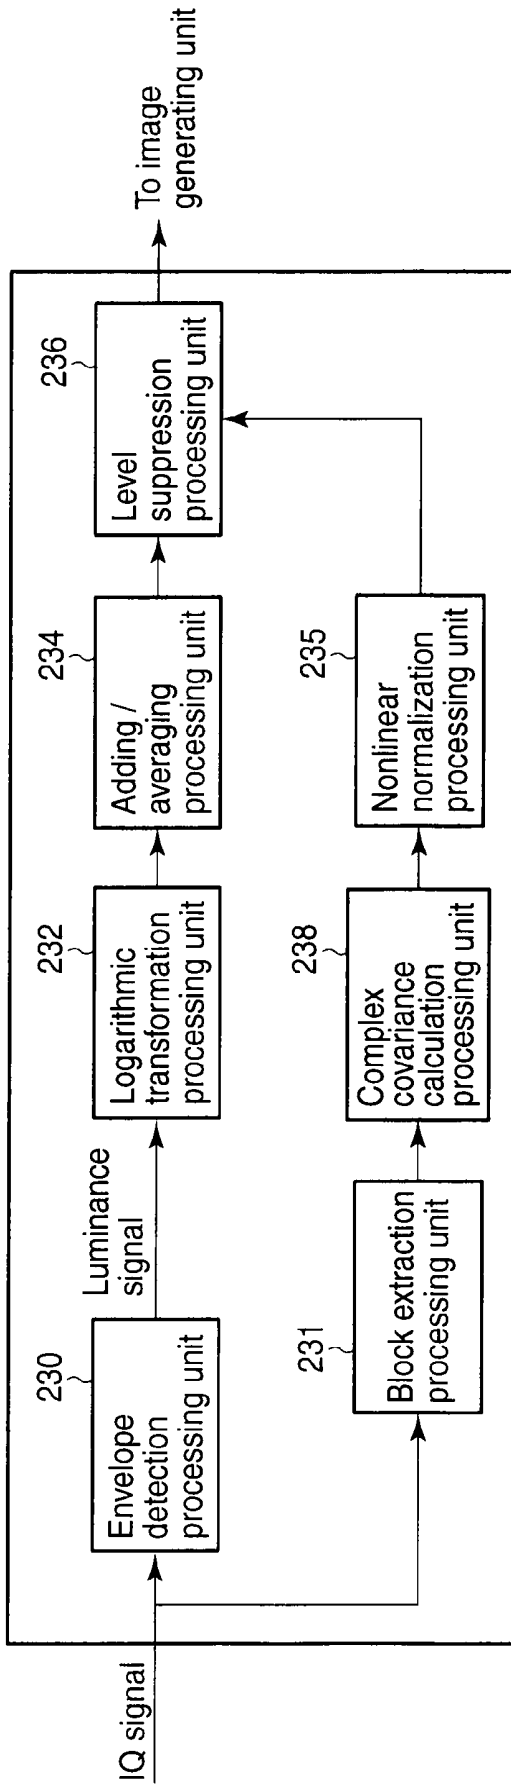 IQ signal
230
Envelope
detection
processing unit
Luminance
signal
232
Logarithmic
transformation
processing unit
234
Adding /
averaging
processing unit
236
Level
suppression
processing unit
To image
generating unit
231
Block extraction
processing unit
238
Complex
covariance
calculation
processing unit
235
Nonlinear
normalization
processing unit